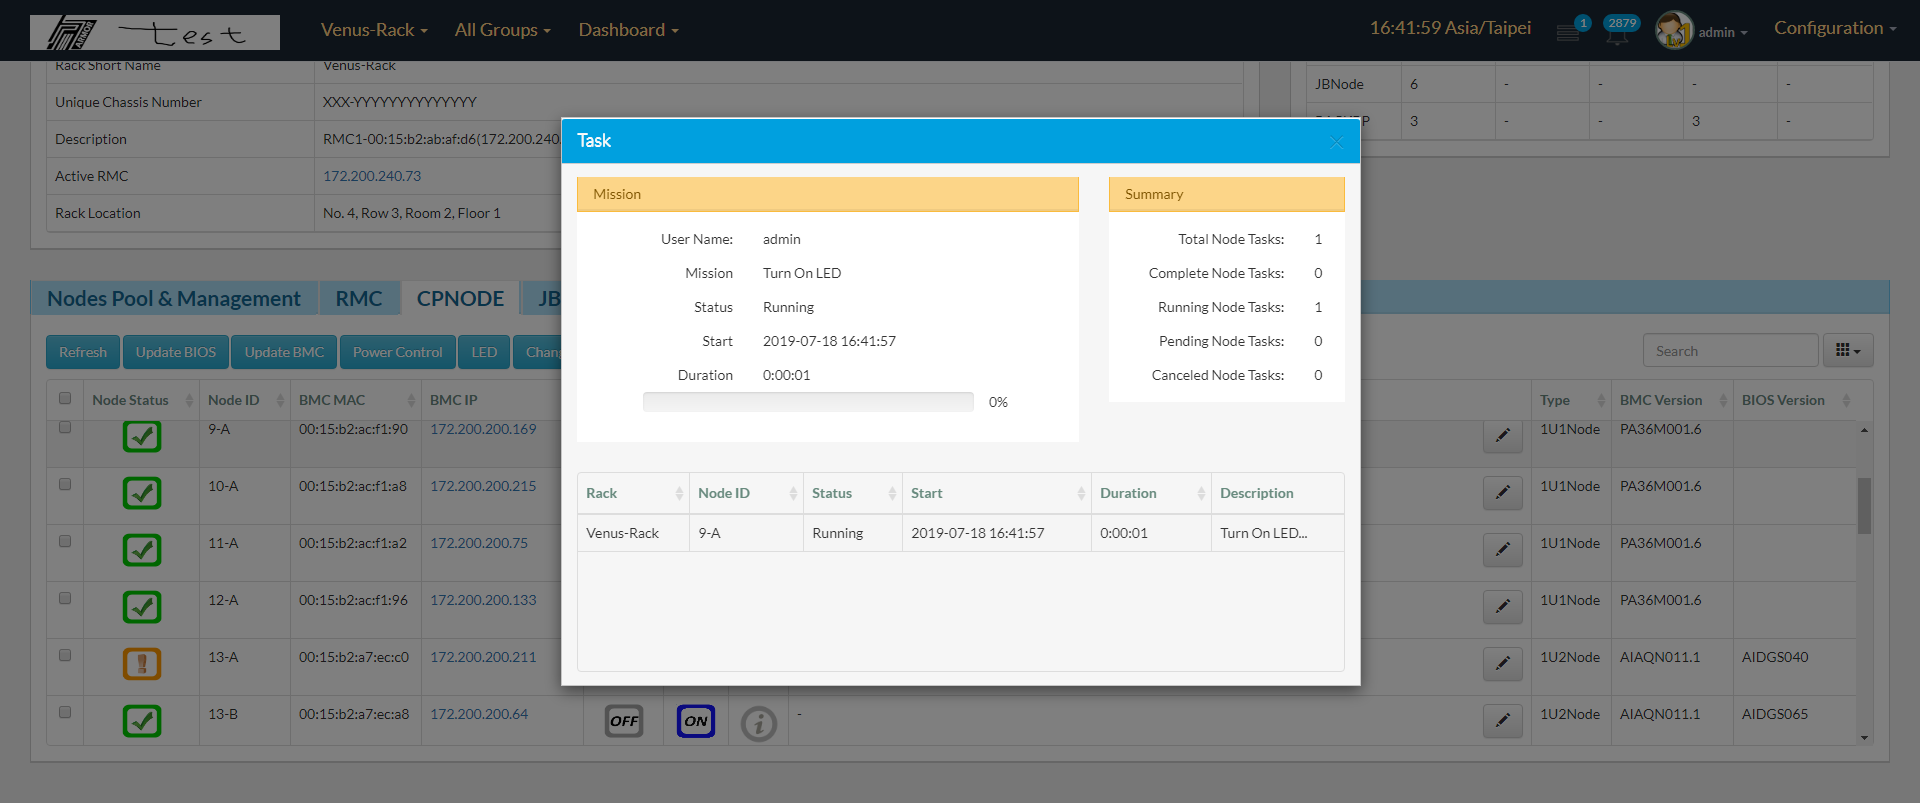 ARMOR
test
Venus-Rack
All Groups
Dashboard
16:41:59 Asia/Taipei
1
2879
admin
Configuration
Rack Short Name Venus-Rack
Unique Chassis Number XXX-YYYYYYYYYYYYYY
Description RMC1-00:15:b2:ab:af:d6(172.200.240.
Active RMC 172.200.240.73
Rack Location No. 4, Row 3, Room 2, Floor 1
JBNode 6 - - - -
3 - - 3 -
Nodes Pool & Management RMC CPNODE JB
Refresh Update BIOS Update BMC Power Control LED Chang
Search
Node Status Node ID BMC MAC BMC IP Type BMC Version BIOS Version
9-A 00:15:b2:ac:f1:90 172.200.200.169 1U1Node PA36M001.6
10-A 00:15:b2:ac:f1:a8 172.200.200.215 1U1Node PA36M001.6
11-A 00:15:b2:ac:f1:a2 172.200.200.75 1U1Node PA36M001.6
12-A 00:15:b2:ac:f1:96 172.200.200.133 1U1Node PA36M001.6
13-A 00:15:b2:a7:ec:c0 172.200.200.211 1U2Node AIAQN011.1 AIDGS040
13-B 00:15:b2:a7:ec:a8 172.200.200.64 OFF ON i - 1U2Node AIAQN011.1 AIDGS065
Task
Mission
User Name: admin
Mission Turn On LED
Status Running
Start 2019-07-18 16:41:57
Duration 0:00:01
0%
Summary
Total Node Tasks: 1
Complete Node Tasks: 0
Running Node Tasks: 1
Pending Node Tasks: 0
Canceled Node Tasks: 0
Rack Node ID Status Start Duration Description
Venus-Rack 9-A Running 2019-07-18 16:41:57 0:00:01 Turn On LED...